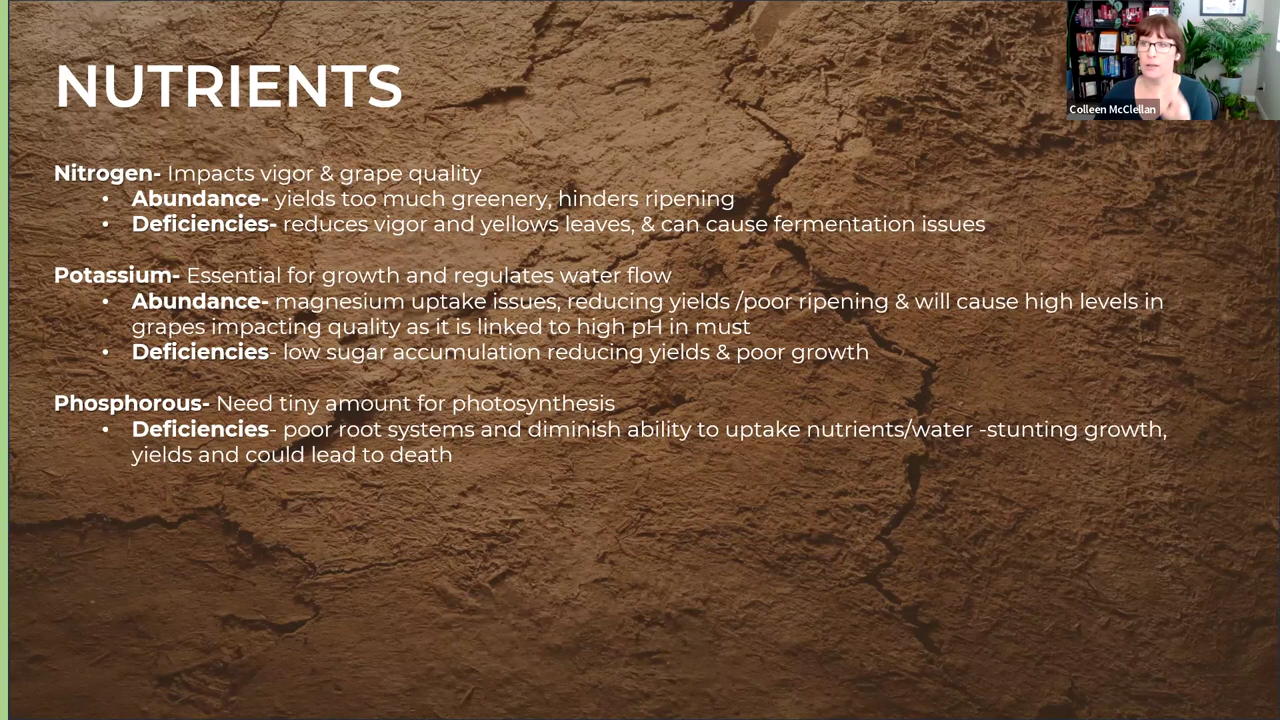 NUTRIENTS
Colleen McClellan
Nitrogen- Impacts vigor & grape quality
• Abundance- yields too much greenery, hinders ripening
• Deficiencies- reduces vigor and yellows leaves, & can cause fermentation issues
Potassium- Essential for growth and regulates water flow
• Abundance- magnesium uptake issues, reducing yields /poor ripening & will cause high levels in
grapes impacting quality as it is linked to high pH in must
• Deficiencies- low sugar accumulation reducing yields & poor growth
Phosphorous- Need tiny amount for photosynthesis
• Deficiencies- poor root systems and diminish ability to uptake nutrients/water -stunting growth,
yields and could lead to death